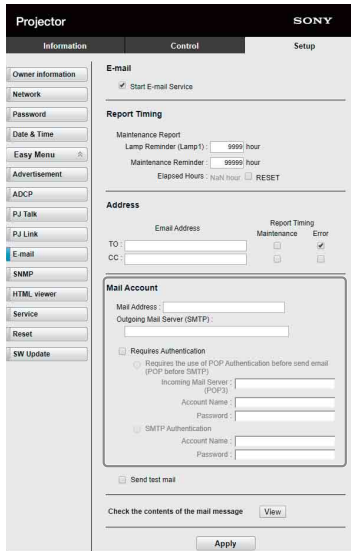 Projector SONY
Information Control Setup
Owner information
Network
Password
Date & Time
Easy Menu
Advertisement
ADCP
PJ Talk
PJ Link
E-mail
SNMP
HTML viewer
Service
Reset
SW Update
E-mail
Start E-mail Service
Report Timing
Maintenance Report
Lamp Reminder (Lamp1) : 9999 hour
Maintenance Reminder : 99999 hour
Elapsed Hours : NaN hour RESET
Address
Email Address Report Timing
Maintenance Error
TO :
CC :
Mail Account
Mail Address :
Outgoing Mail Server (SMTP) :
Requires Authentication
Requires the use of POP Authentication before send email
(POP before SMTP)
Incoming Mail Server :
(POP3)
Account Name :
Password :
SMTP Authentication
Account Name :
Password :
Send test mail
Check the contents of the mail message View
Apply